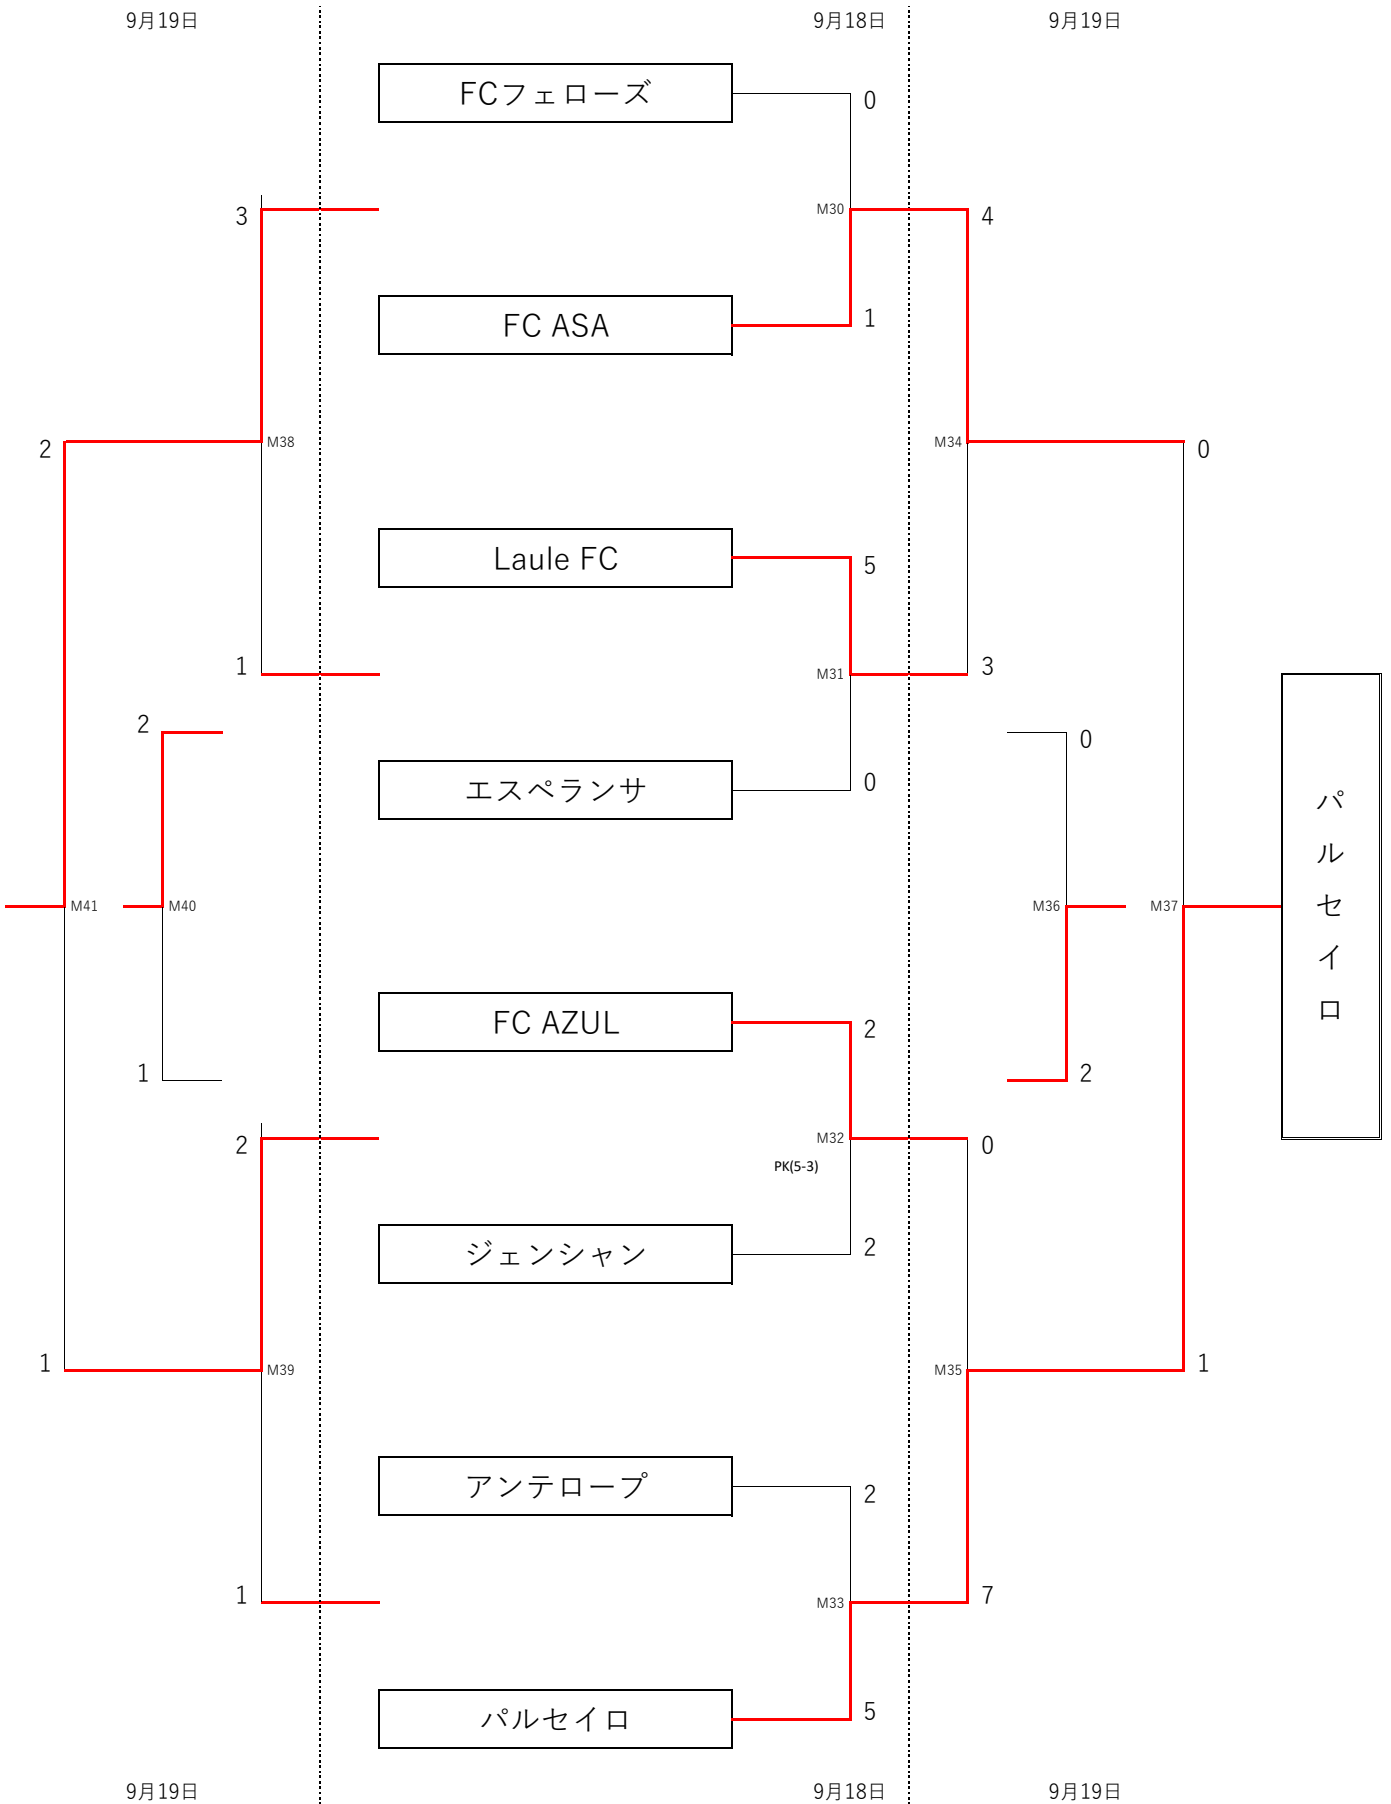 9月19日 9月18日 9月19日
FCフェローズ 0
3 M30 4
FC ASA 1
2 M38 M34 0
Laule FC 5
1 M31 3
2 0
エスペランサ 0
パルセイロ
M41 M40 M36 M37
FC AZUL 2
1 2
2 M32 0
PK(5-3)
ジェンシャン 2
1 M39 M35 1
アンテロープ 2
1 M33 7
パルセイロ 5
9月19日 9月18日 9月19日